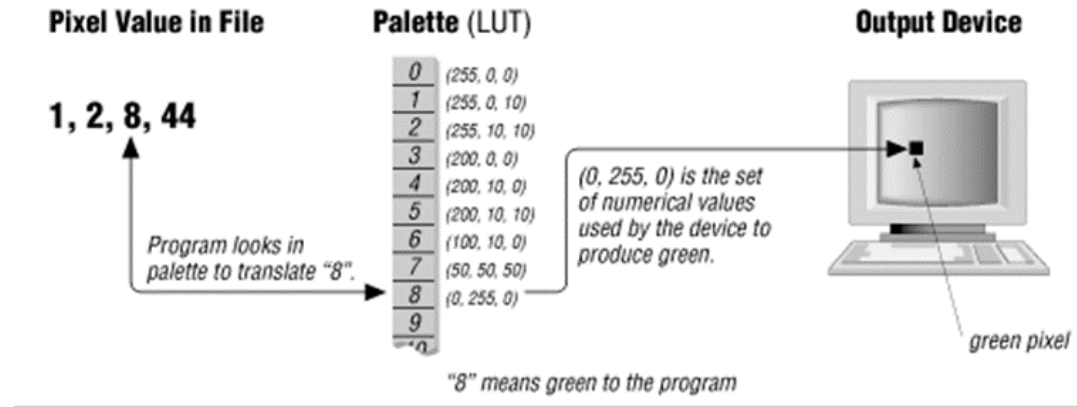 Pixel Value in File
Palette (LUT)
Output Device
1, 2, 8, 44
0 (255, 0, 0)
1 (255, 0, 10)
2 (255, 10, 10)
3 (200, 0, 0)
4 (200, 10, 0)
5 (200, 10, 10)
6 (100, 10, 0)
7 (50, 50, 50)
8 (0, 255, 0)
9
10
Program looks in
palette to translate “8”.
(0, 255, 0) is the set
of numerical values
used by the device to
produce green.
green pixel
“8” means green to the program